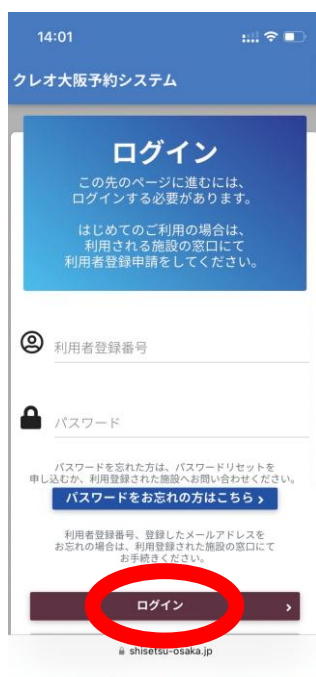 14:01
クレオ大阪予約システム
ログイン
この先のページに進むには、
ログインする必要があります。
はじめてのご利用の場合は、
利用される施設の窓口にて
利用者登録申請をしてください。
利用者登録番号
パスワード
パスワードを忘れた方は、パスワードリセットを
申し込むか、利用登録された施設へお問い合わせください。
パスワードをお忘れの方はこちら ›
利用者登録番号、登録したメールアドレスを
お忘れの場合は、利用登録された施設の窓口にて
お手続きください。
ログイン ›
shisetsu-osaka.jp